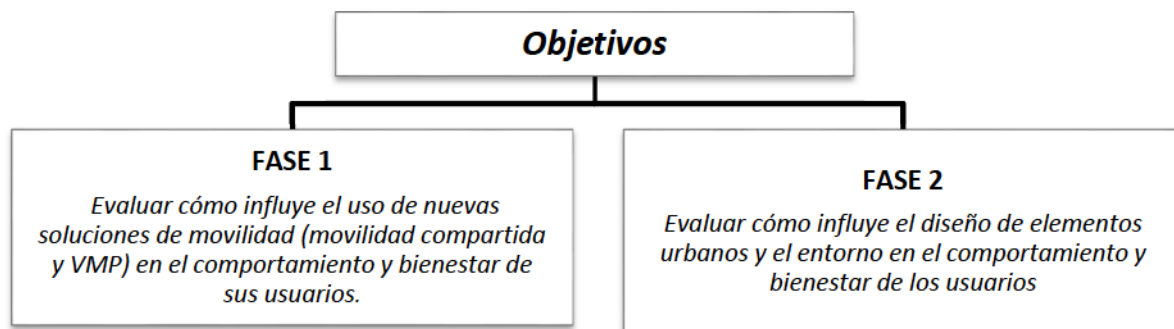 Objetivos
FASE 1
Evaluar cómo influye el uso de nuevas
soluciones de movilidad (movilidad compartida
y VMP) en el comportamiento y bienestar de
sus usuarios.
FASE 2
Evaluar cómo influye el diseño de elementos
urbanos y el entorno en el comportamiento y
bienestar de los usuarios